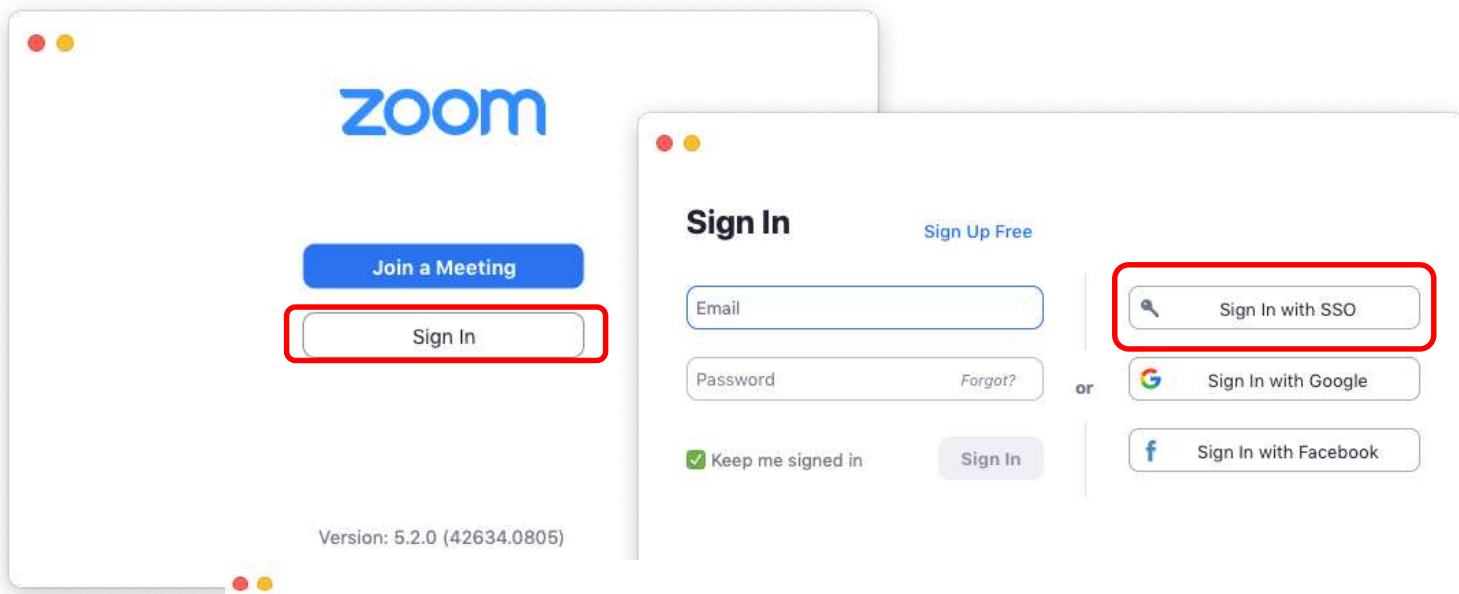 zoom
Join a Meeting
Sign In
Version: 5.2.0 (42634.0805)
Sign In
Sign Up Free
Email
Password
Forgot?
Keep me signed in
Sign In
or
Sign In with SSO
Sign In with Google
Sign In with Facebook